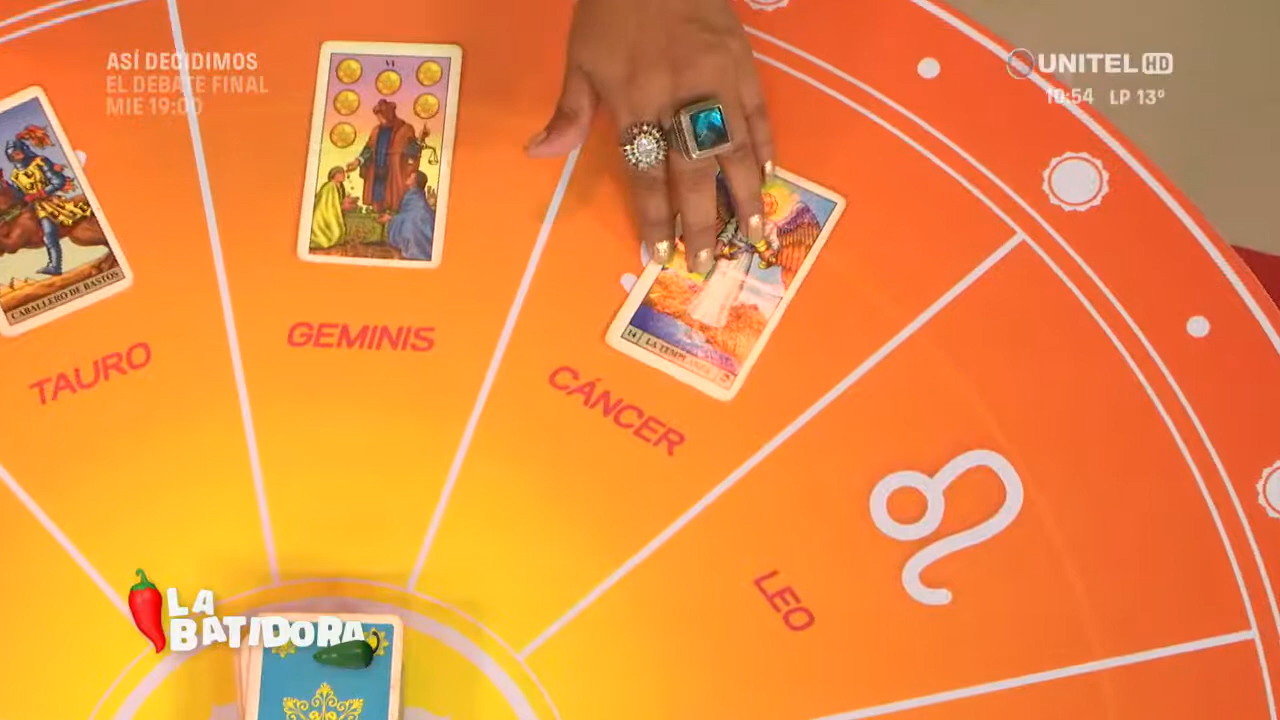 ASÍ DECIDIMOS
EL DEBATE FINAL
MIE 19:00
UNITEL HD
10:54 LP 13°
VI
CABALLERO DE BASTOS
14 LA TEMPLANZA
TAURO
GEMINIS
CÁNCER
LEO
LA
BATIDORA